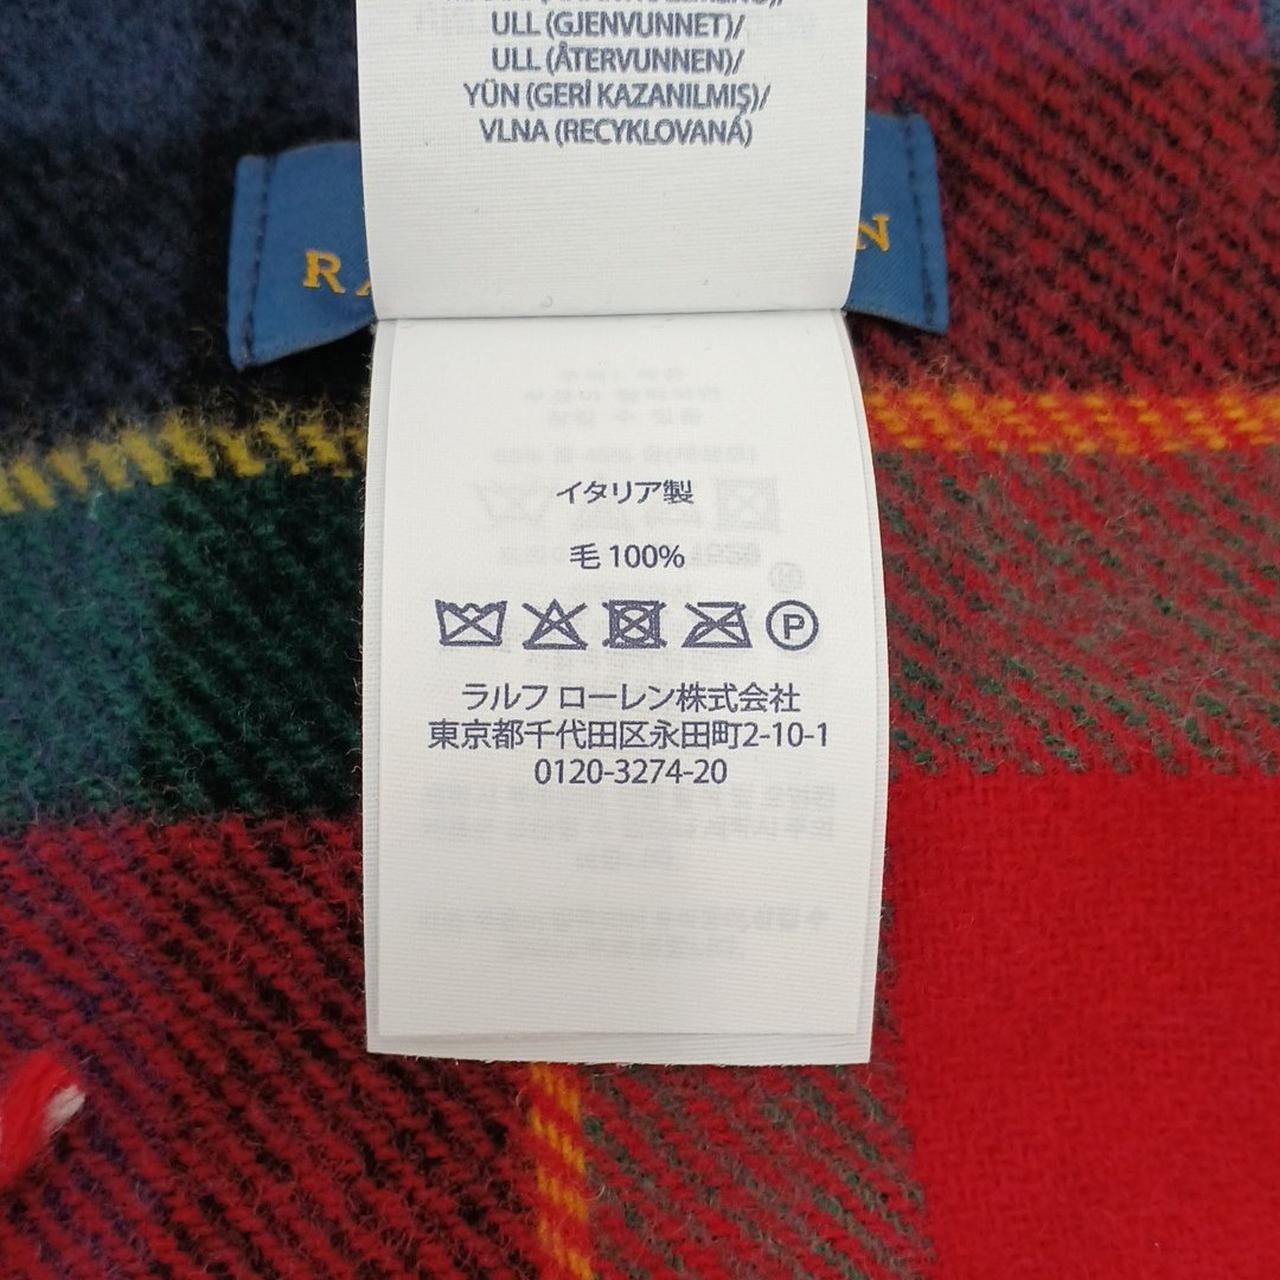 ULL (GJENVUNNET)/
ULL (ÅTERVUNNEN)/
YÜN (GERİ KAZANILMIŞ)/
VLNA (RECYKLOVANÁ)
イタリア製
毛 100%
P
ラルフ ローレン株式会社
東京都千代田区永田町2-10-1
0120-3274-20